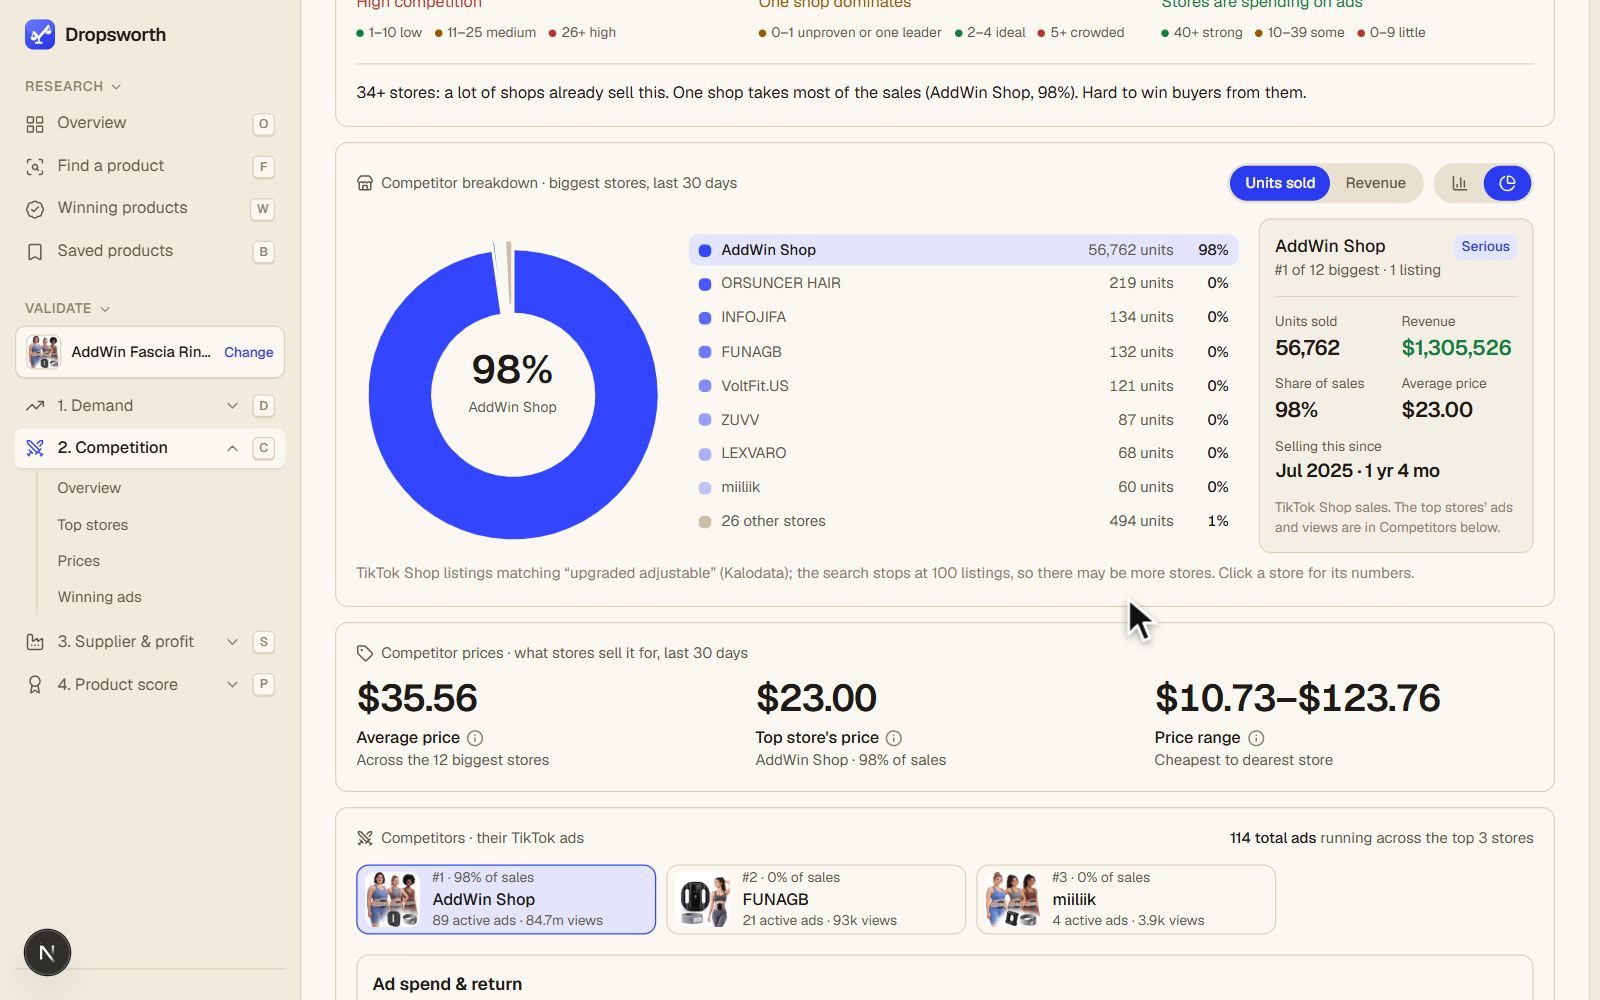 Dropsworth
RESEARCH
Overview O
Find a product F
Winning products W
Saved products B
VALIDATE
AddWin Fascia Rin... Change
1. Demand D
2. Competition C
Overview
Top stores
Prices
Winning ads
3. Supplier & profit S
4. Product score P
N
High competition
1–10 low 11–25 medium 26+ high
One shop dominates
0–1 unproven or one leader 2–4 ideal 5+ crowded
Stores are spending on ads
40+ strong 10–39 some 0–9 little
34+ stores: a lot of shops already sell this. One shop takes most of the sales (AddWin Shop, 98%). Hard to win buyers from them.
Competitor breakdown · biggest stores, last 30 days
Units sold Revenue
98%
AddWin Shop
AddWin Shop 56,762 units 98%
ORSUNCER HAIR 219 units 0%
INFOJIFA 134 units 0%
FUNAGB 132 units 0%
VoltFit.US 121 units 0%
ZUVV 87 units 0%
LEXVARO 68 units 0%
miiliik 60 units 0%
26 other stores 494 units 1%
AddWin Shop Serious
#1 of 12 biggest · 1 listing
Units sold Revenue
56,762 $1,305,526
Share of sales Average price
98% $23.00
Selling this since
Jul 2025 · 1 yr 4 mo
TikTok Shop sales. The top stores' ads
and views are in Competitors below.
TikTok Shop listings matching “upgraded adjustable” (Kalodata); the search stops at 100 listings, so there may be more stores. Click a store for its numbers.
Competitor prices · what stores sell it for, last 30 days
$35.56
Average price
Across the 12 biggest stores
$23.00
Top store's price
AddWin Shop · 98% of sales
$10.73–$123.76
Price range
Cheapest to dearest store
Competitors · their TikTok ads
114 total ads running across the top 3 stores
#1 · 98% of sales
AddWin Shop
89 active ads · 84.7m views
#2 · 0% of sales
FUNAGB
21 active ads · 93k views
#3 · 0% of sales
miiliik
4 active ads · 3.9k views
Ad spend & return